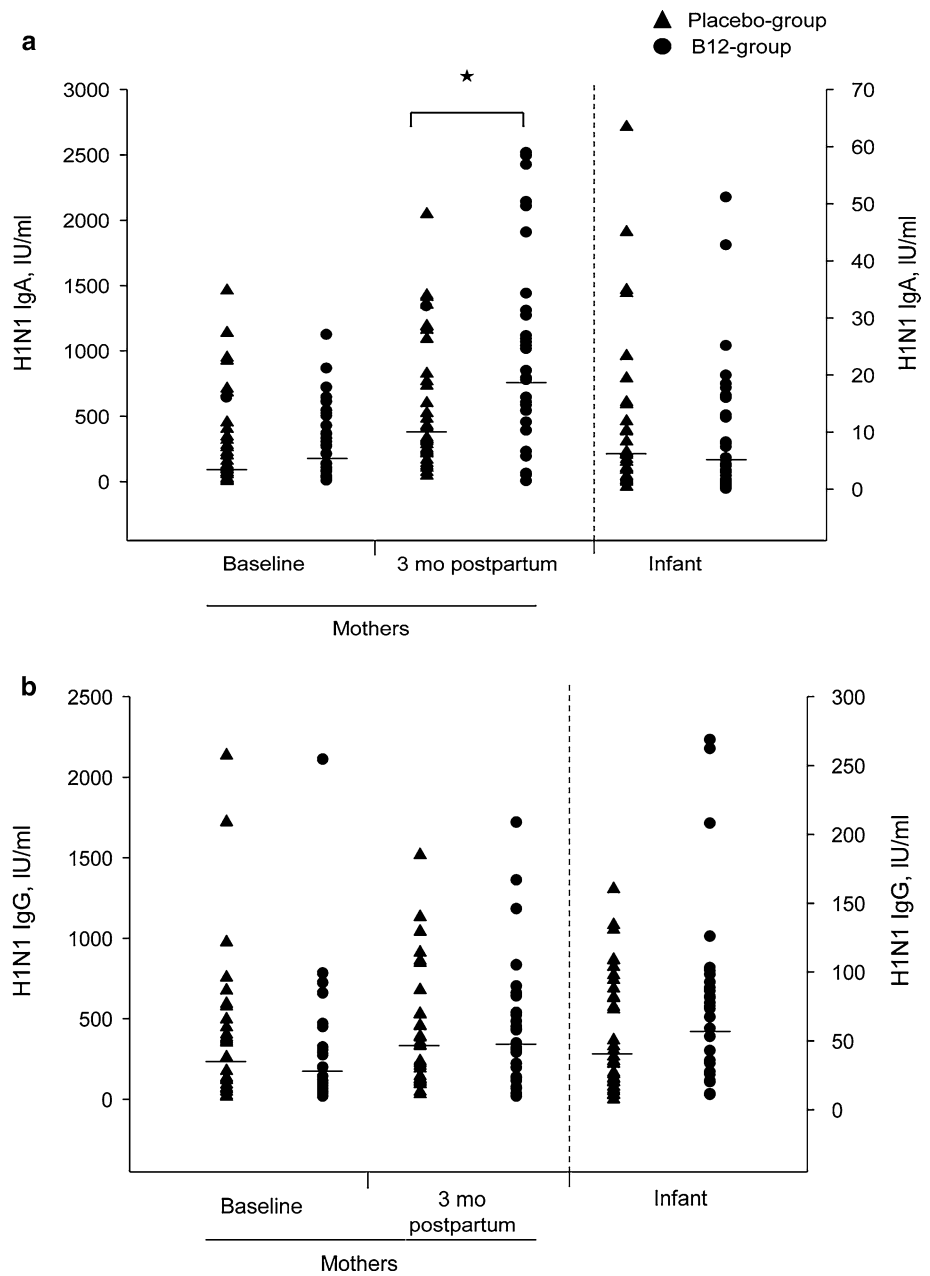 a
Placebo-group
B12-group
★
3000
2500
2000
1500
1000
500
0
H1N1 IgA, IU/ml
70
60
50
40
30
20
10
0
H1N1 IgA, IU/ml
Baseline
3 mo postpartum
Infant
Mothers
b
2500
2000
1500
1000
500
0
H1N1 IgG, IU/ml
300
250
200
150
100
50
0
H1N1 IgG, IU/ml
Baseline
3 mo
postpartum
Infant
Mothers